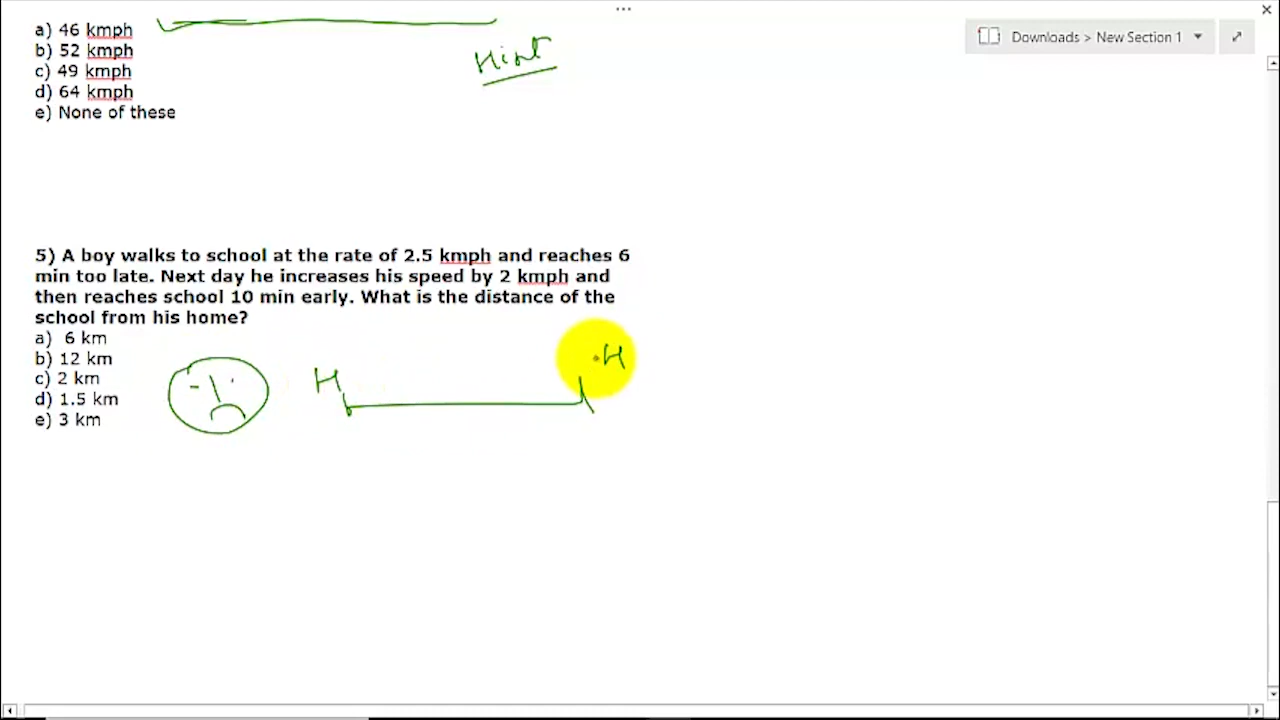 a) 46 kmph
b) 52 kmph
c) 49 kmph
d) 64 kmph
e) None of these
Hint
Downloads > New Section 1
5) A boy walks to school at the rate of 2.5 kmph and reaches 6
min too late. Next day he increases his speed by 2 kmph and
then reaches school 10 min early. What is the distance of the
school from his home?
a) 6 km
b) 12 km
c) 2 km
d) 1.5 km
e) 3 km
H
H